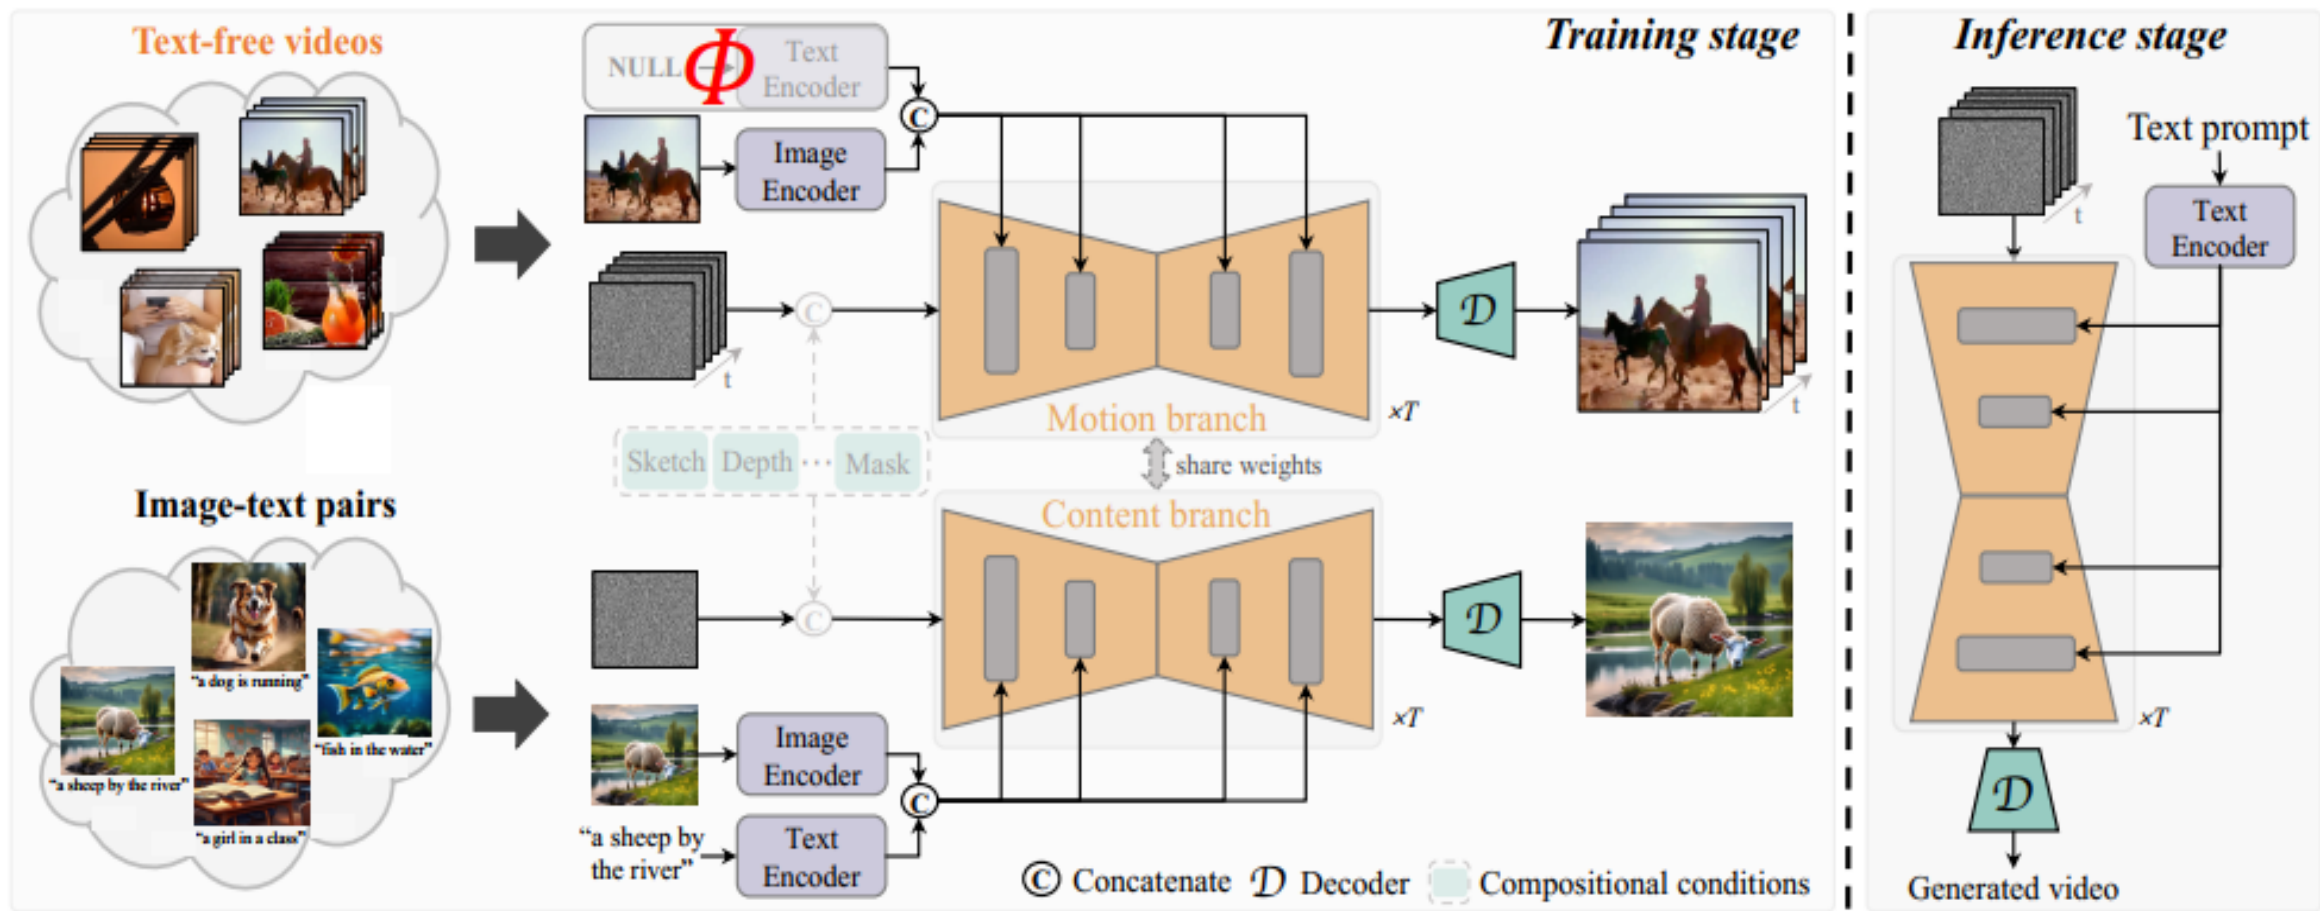 Text-free videos
NULL
Φ
Text
Encoder
C
Training stage
Inference stage
Image
Encoder
Text prompt
t
Text
Encoder
C
t
D
t
Motion branch
×T
Sketch
Depth
···
Mask
share weights
Image-text pairs
Content branch
C
D
"a dog is running"
"fish in the water"
"a sheep by the river"
"a girl in a class"
Image
Encoder
×T
×T
C
"a sheep by
the river"
Text
Encoder
D
C Concatenate
D Decoder
Compositional conditions
Generated video